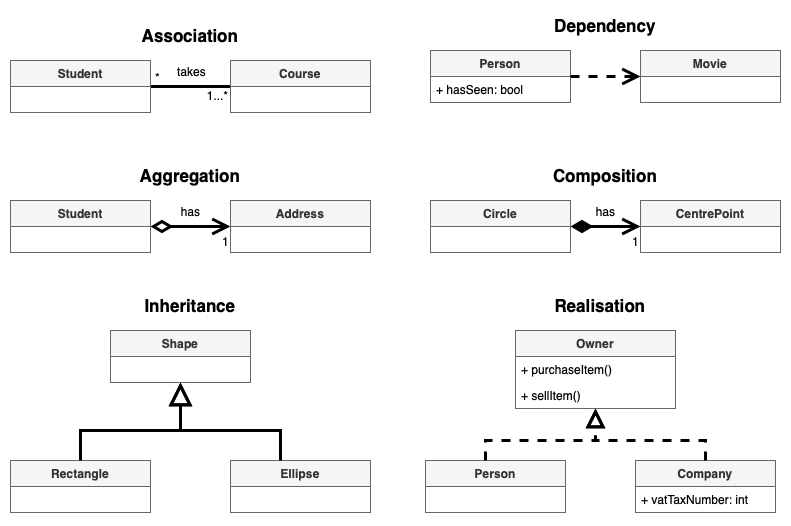 Association
Student
*
takes
1...*
Course
Dependency
Person
+ hasSeen: bool
Movie
Aggregation
Student
has
1
Address
Composition
Circle
has
1
CentrePoint
Inheritance
Shape
Rectangle
Ellipse
Realisation
Owner
+ purchaseItem()
+ sellItem()
Person
Company
+ vatTaxNumber: int